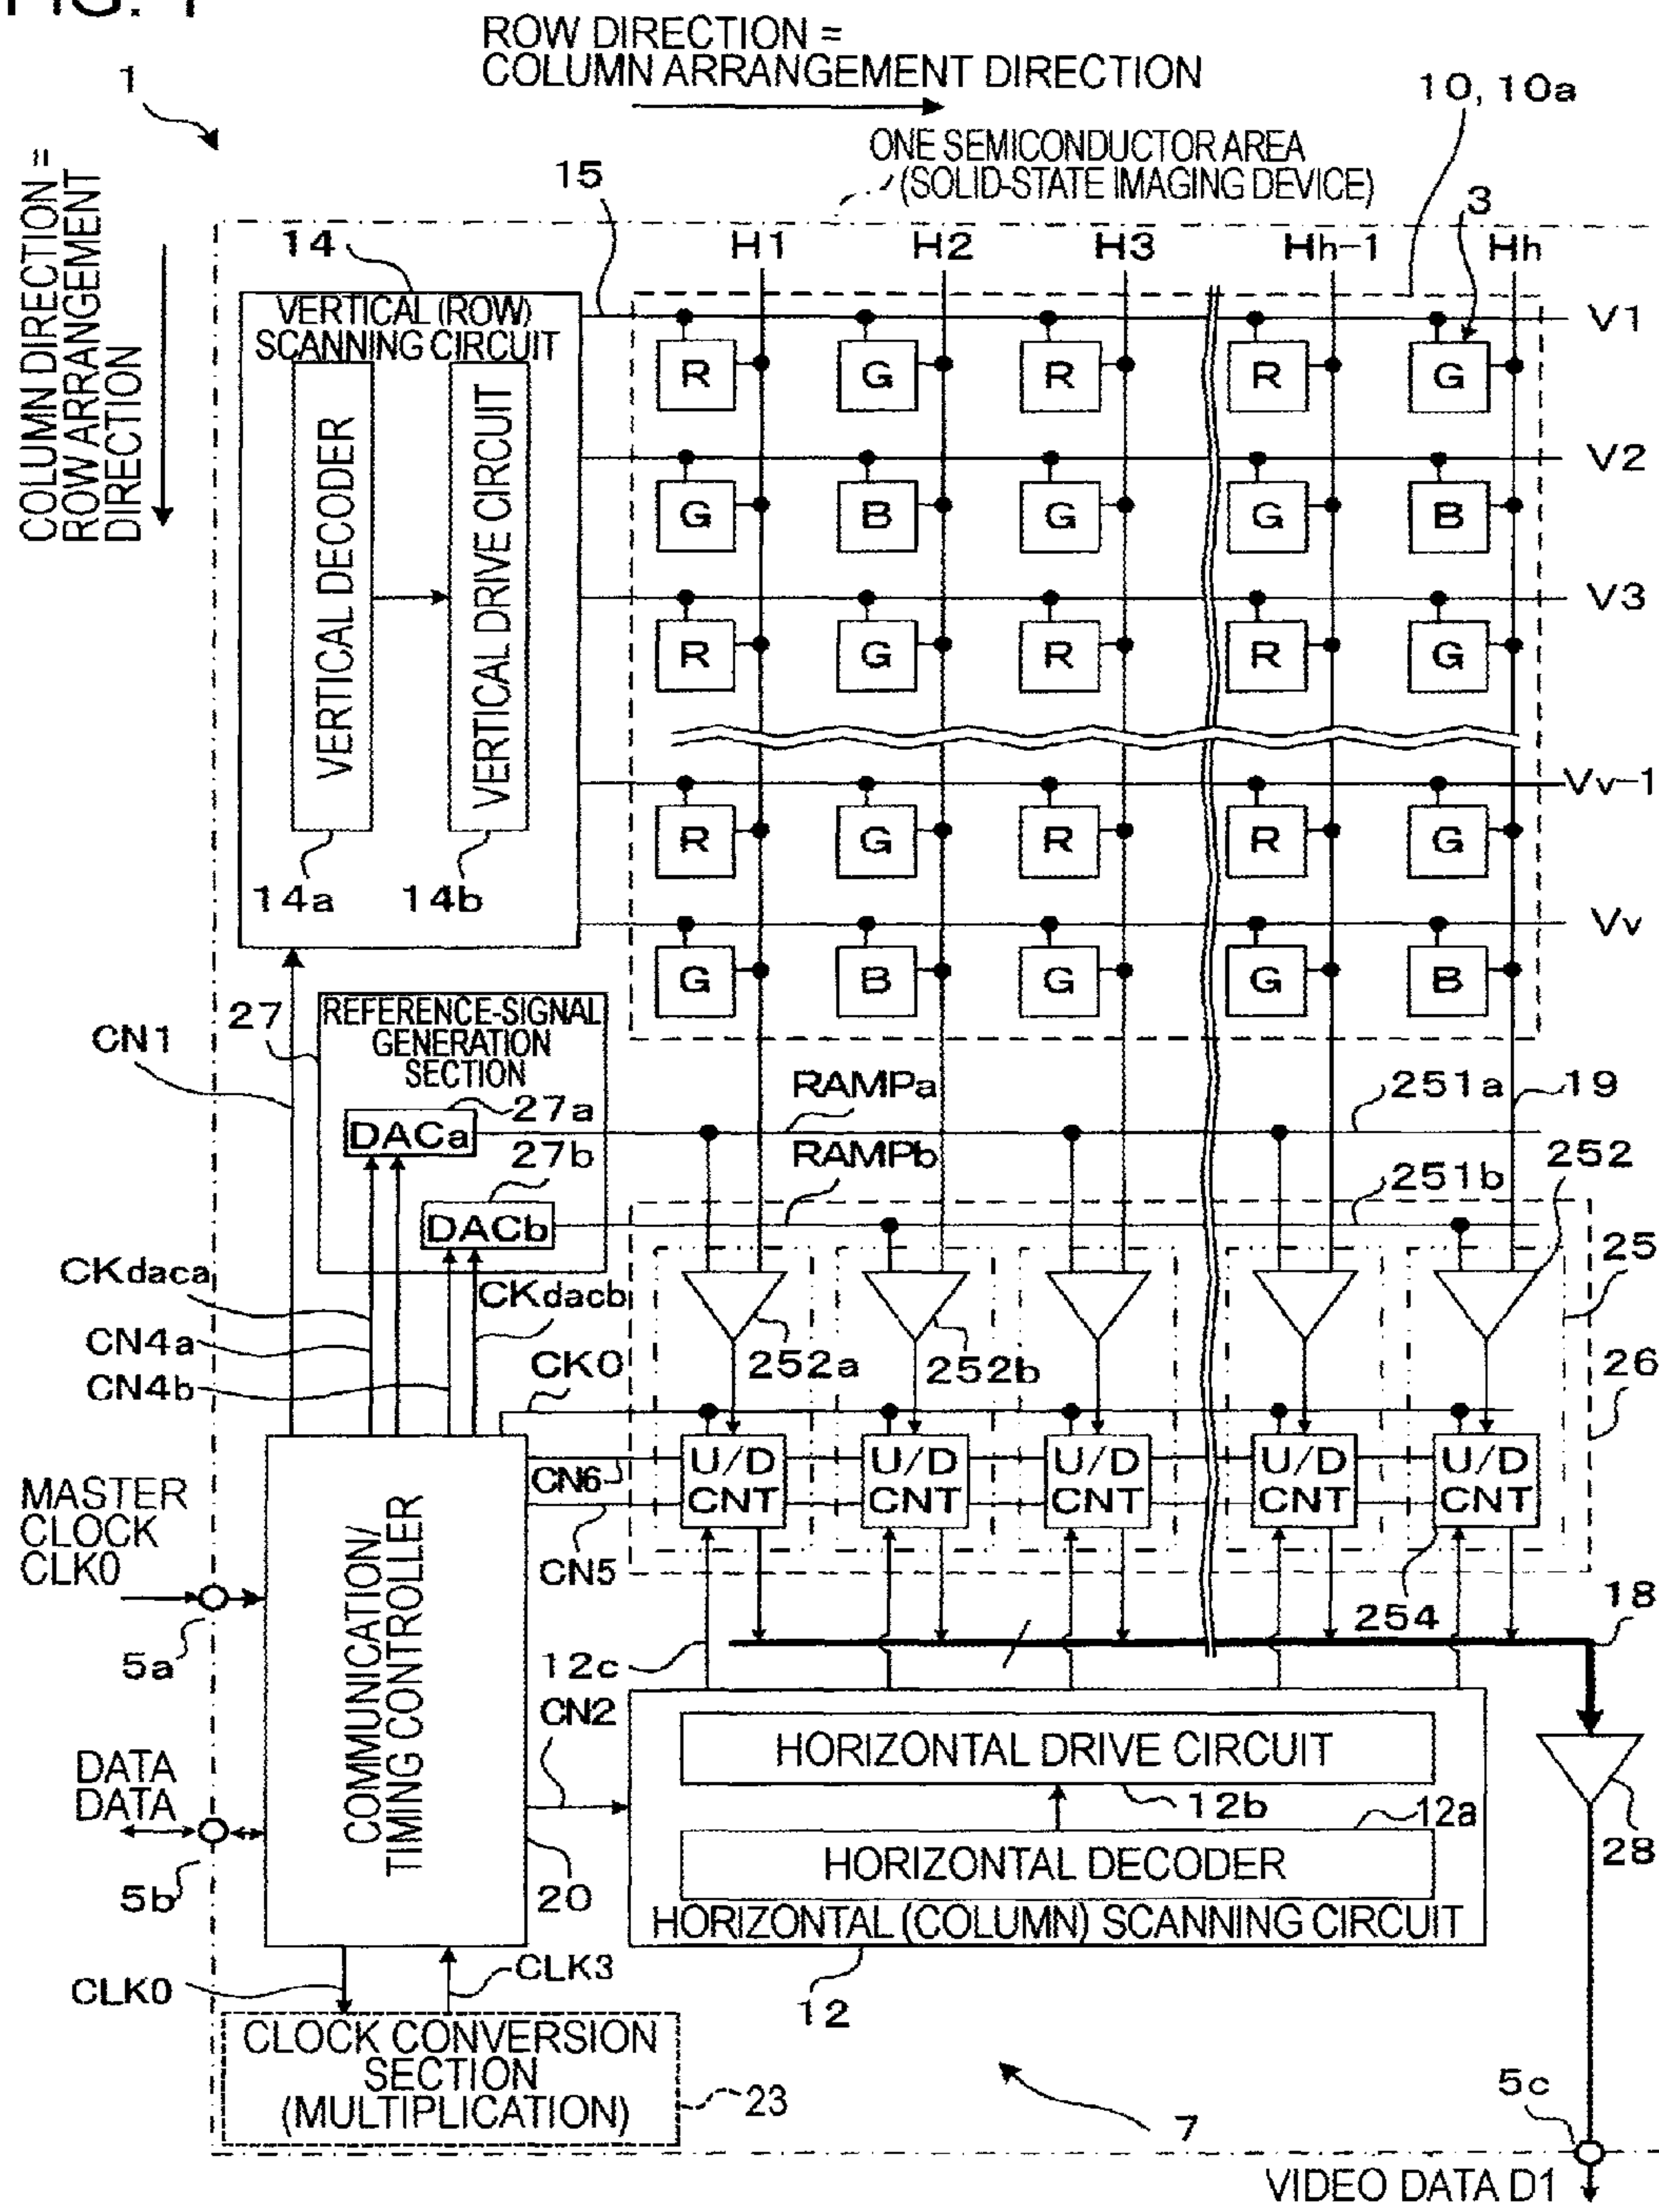 FIG. 1
ROW DIRECTION =
COLUMN ARRANGEMENT DIRECTION
1
10, 10a
COLUMN DIRECTION =
ROW ARRANGEMENT
DIRECTION
ONE SEMICONDUCTOR AREA
(SOLID-STATE IMAGING DEVICE)
15
3
14
H1 H2 H3 Hh-1 Hh
VERTICAL (ROW)
SCANNING CIRCUIT
VERTICAL DECODER
VERTICAL DRIVE CIRCUIT
14a 14b
V1
R G R R G
V2
G B G G B
V3
R G R R G
Vv-1
R G R R G
Vv
G B G G B
CN1
27
REFERENCE-SIGNAL
GENERATION
SECTION
27a
DACa
27b
DACb
RAMPa
251a
19
RAMPb
251b
252
25
CKdaca
CKdacb
CN4a
CN4b
CK0
252a
252b
26
U/D
CNT
U/D
CNT
U/D
CNT
U/D
CNT
U/D
CNT
CN6
CN5
MASTER
CLOCK
CLK0
5a
COMMUNICATION/
TIMING CONTROLLER
254
18
12c
CN2
HORIZONTAL DRIVE CIRCUIT
12b
12a
HORIZONTAL DECODER
HORIZONTAL (COLUMN) SCANNING CIRCUIT
28
DATA
DATA
5b
20
CLK0
CLK3
12
CLOCK CONVERSION
SECTION
(MULTIPLICATION)
23
7
5c
VIDEO DATA D1